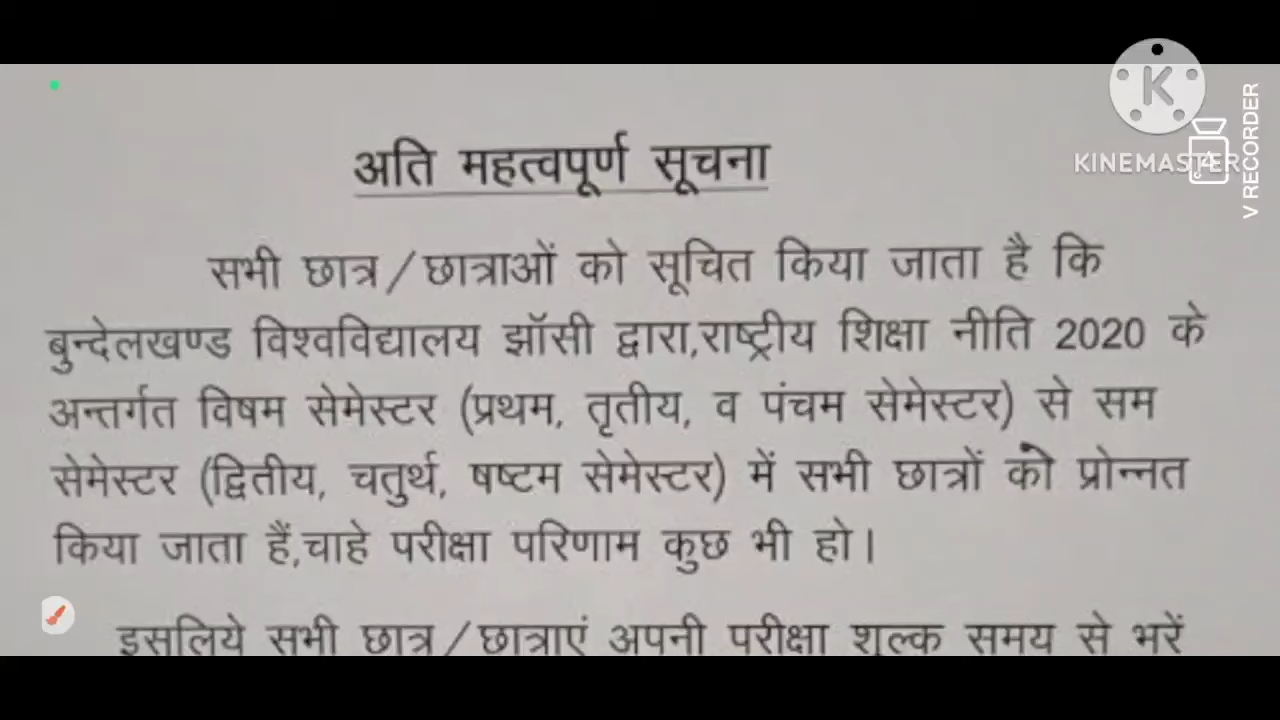 अति महत्वपूर्ण सूचना
सभी छात्र/छात्राओं को सूचित किया जाता है कि
बुन्देलखण्ड विश्वविद्यालय झॉसी द्वारा,राष्ट्रीय शिक्षा नीति 2020 के
अन्तर्गत विषम सेमेस्टर (प्रथम, तृतीय, व पंचम सेमेस्टर) से सम
सेमेस्टर (द्वितीय, चतुर्थ, षष्टम सेमेस्टर) में सभी छात्रों को प्रोन्नत
किया जाता हैं,चाहे परीक्षा परिणाम कुछ भी हो।
इसलिये सभी छात्र/छात्राएं अपनी परीक्षा शुल्क समय से भरें
K
KINEMASTER
4
V RECORDER